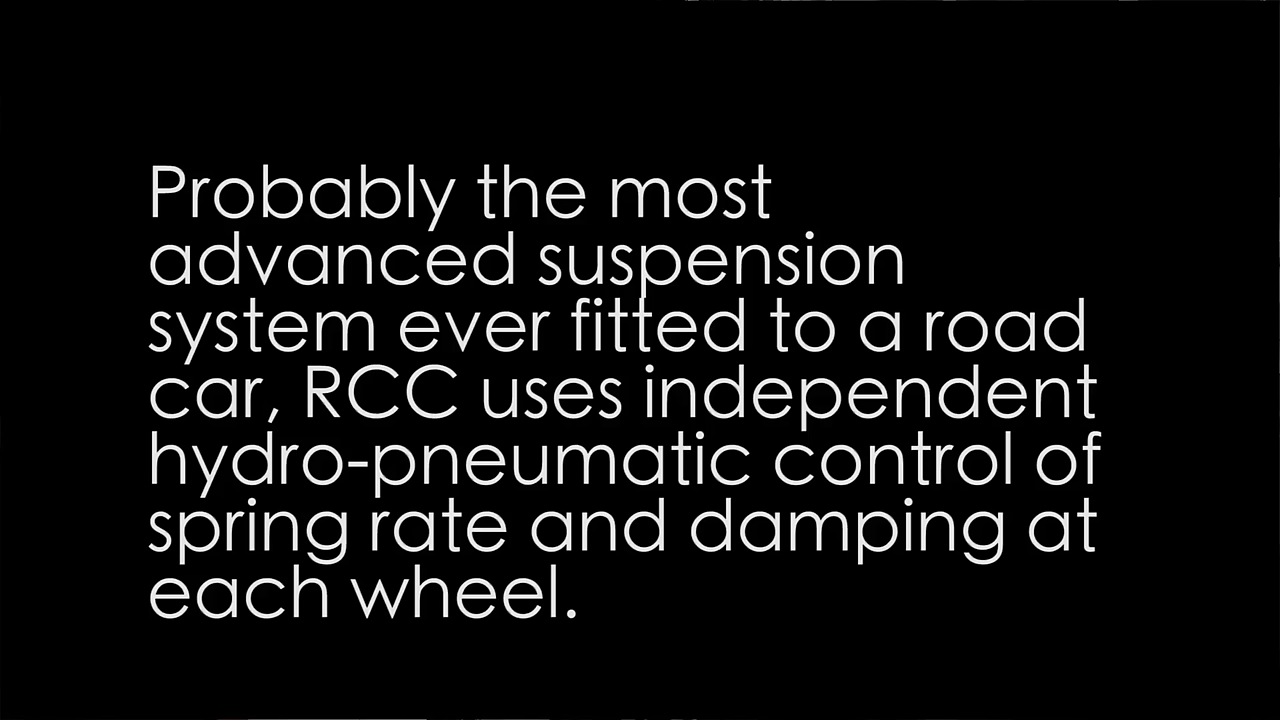 Probably the most
advanced suspension
system ever fitted to a road
car, RCC uses independent
hydro-pneumatic control of
spring rate and damping at
each wheel.